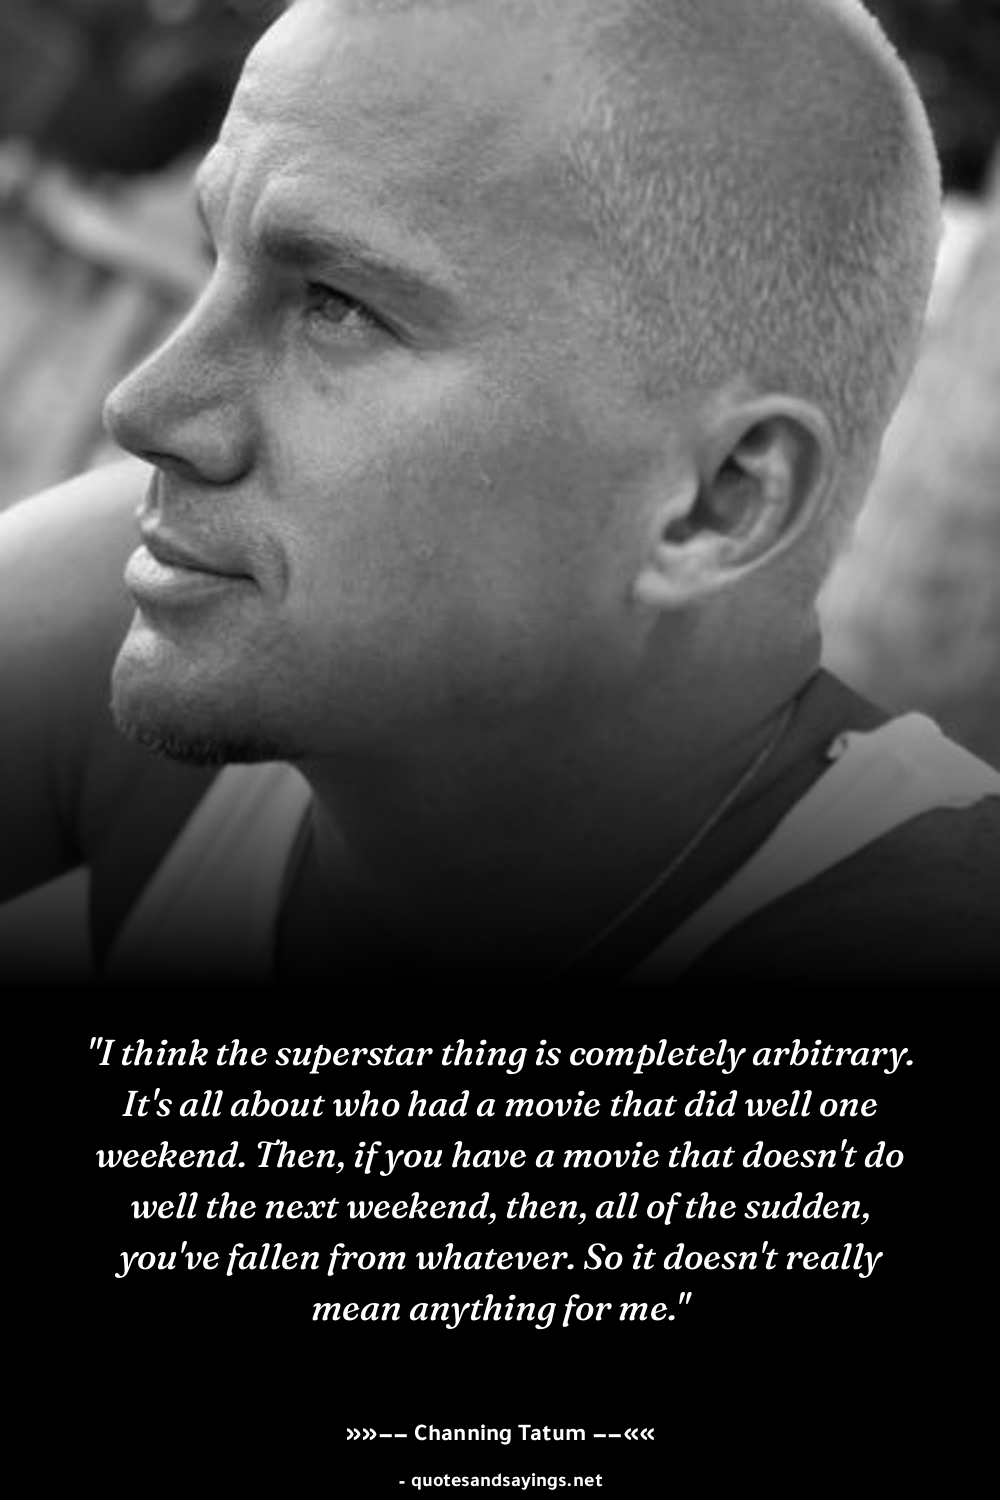 "I think the superstar thing is completely arbitrary.
It's all about who had a movie that did well one
weekend. Then, if you have a movie that doesn't do
well the next weekend, then, all of the sudden,
you've fallen from whatever. So it doesn't really
mean anything for me."
»»–– Channing Tatum ––««
- quotesandsayings.net